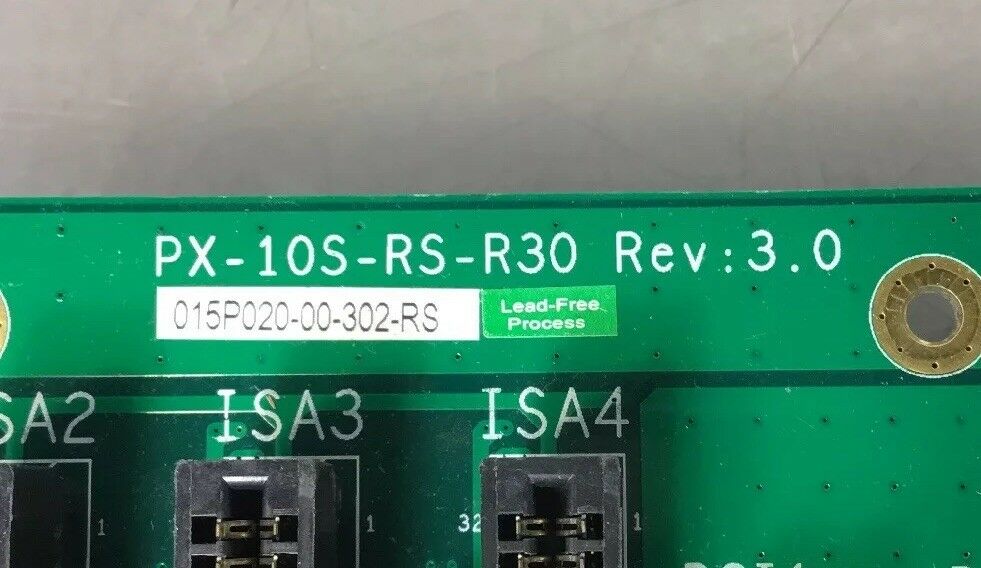 PX-10S-RS-R30 Rev:3.0
015P020-00-302-RS
Lead-Free
Process
SA2 ISA3 ISA4
1 1 32 1